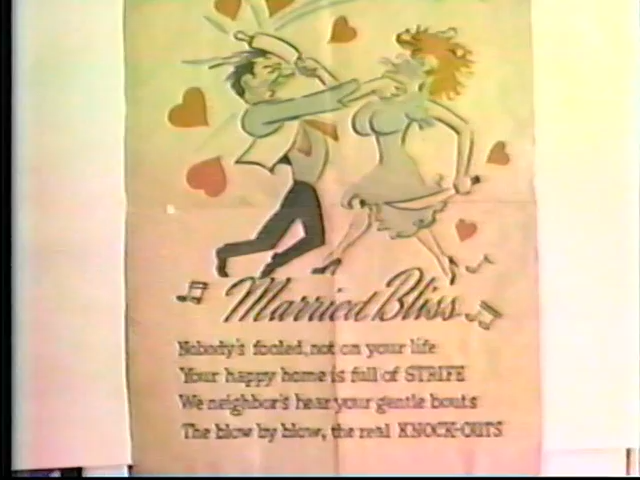 Married Bliss
Nobody's fooled, not on your life
Your happy home is full of STRIFE
We neighbor's hear your gentle bouts
The blow by blow, the real KNOCK-OUTS